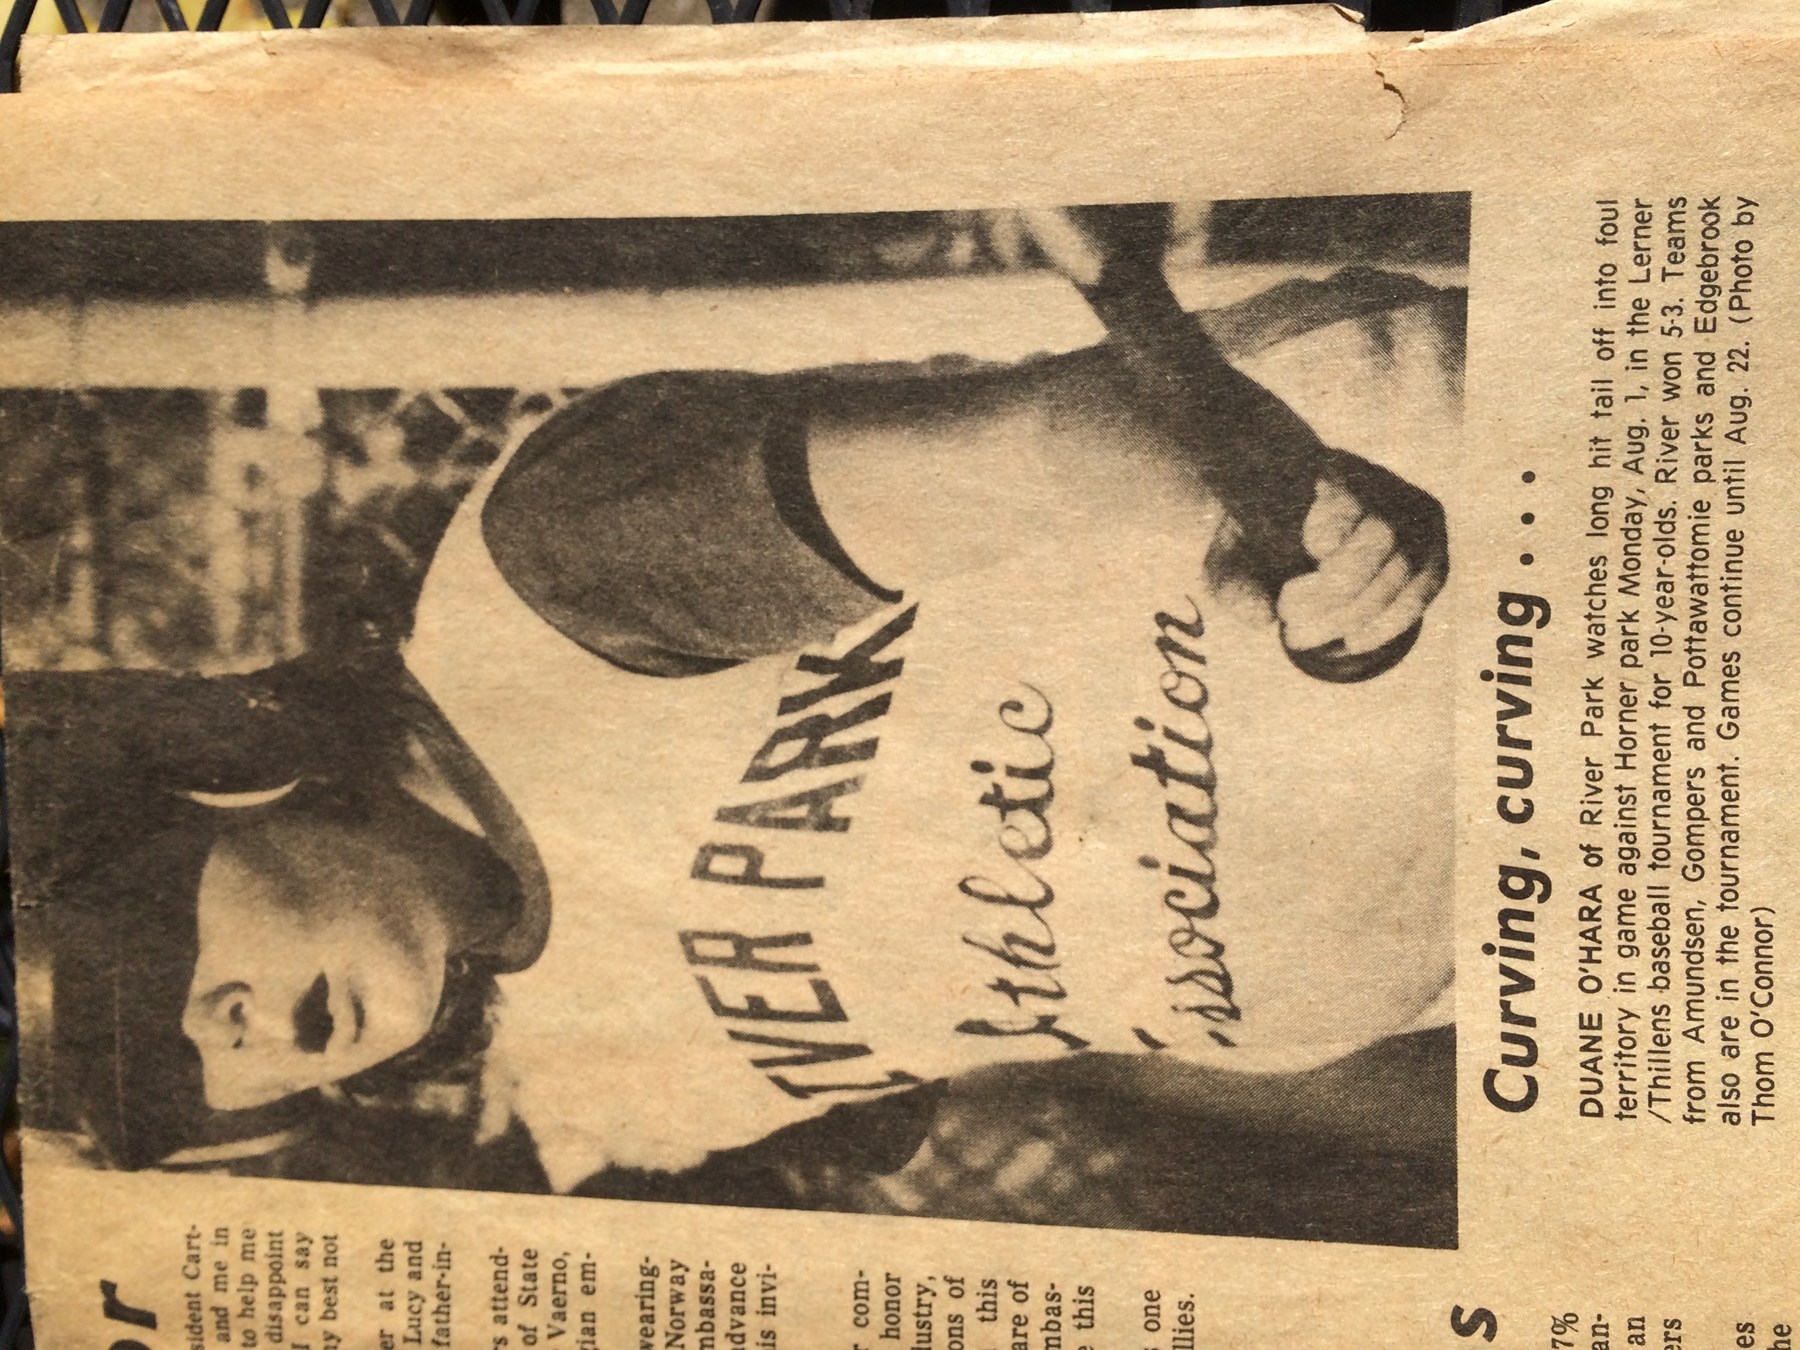 or
sident Cart-
and me in
to help me
disappoint
I can say
ny best not
er at the
Lucy and
father-in-
s attend-
of State
Vaerno,
gian em-
wearing-
Norway
mbassa-
advance
is invi-
r com-
honor
dustry,
ons of
this
are of
mbas-
e this
s one
llies.
s
7%
an-
an
ers
es
he
IVER PARK
Athletic
Association
Curving, curving . . . .
DUANE O'HARA of River Park watches long hit tail off into foul
territory in game against Horner park Monday, Aug. 1, in the Lerner
/Thillens baseball tournament for 10-year-olds. River won 5-3. Teams
from Amundsen, Gompers and Pottawattomie parks and Edgebrook
also are in the tournament. Games continue until Aug. 22. (Photo by
Thom O'Connor)